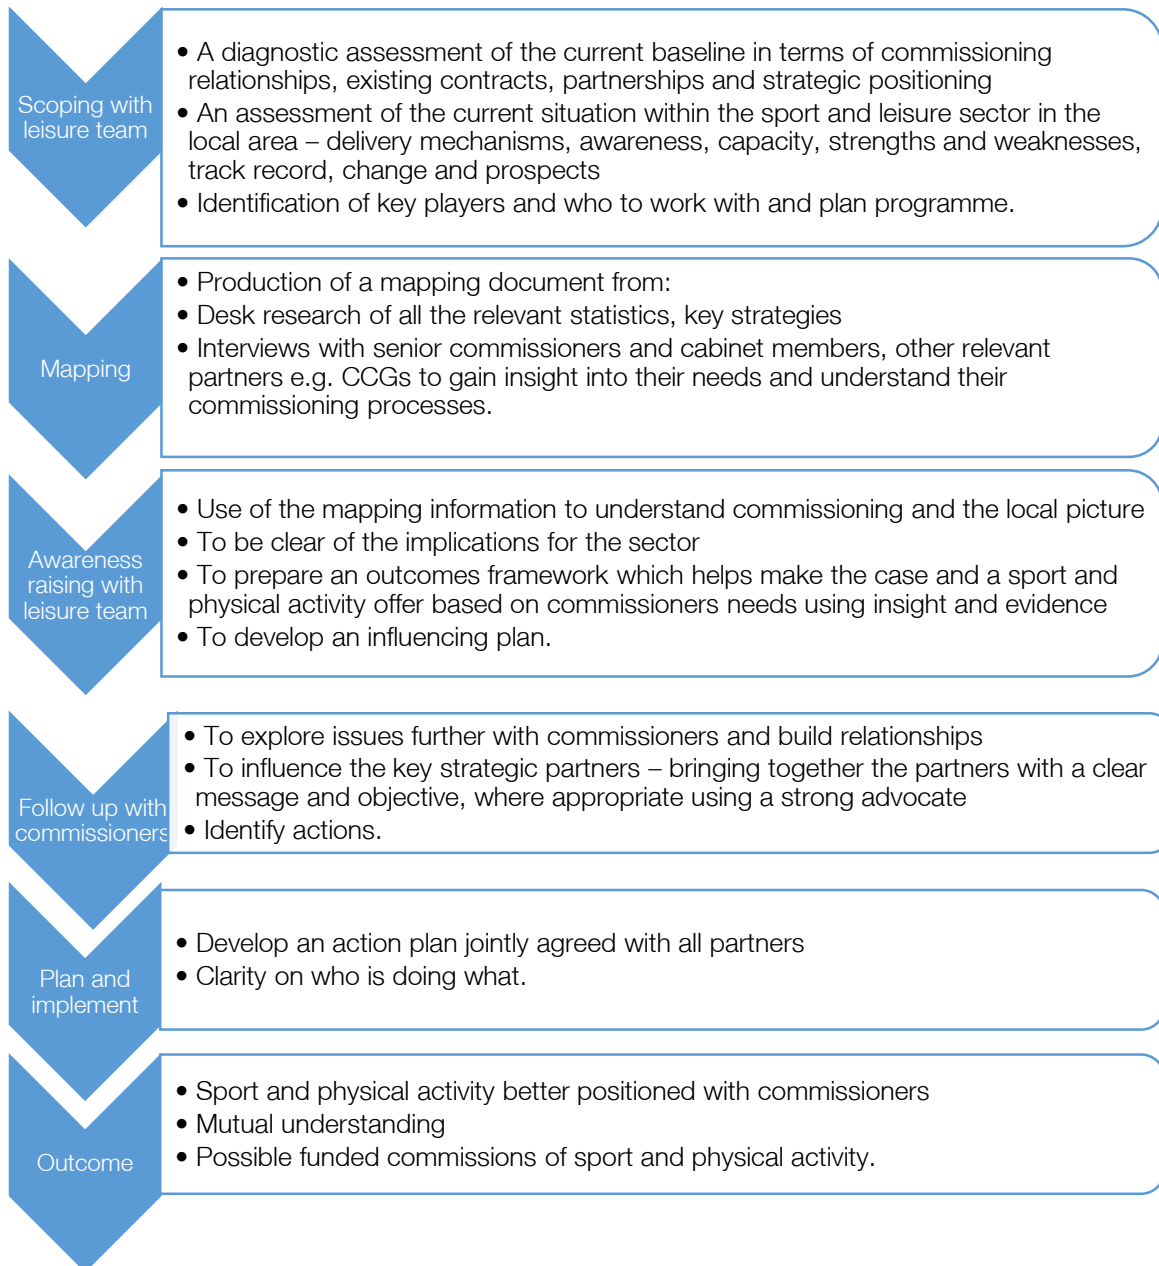 Scoping with
leisure team
• A diagnostic assessment of the current baseline in terms of commissioning
relationships, existing contracts, partnerships and strategic positioning
• An assessment of the current situation within the sport and leisure sector in the
local area – delivery mechanisms, awareness, capacity, strengths and weaknesses,
track record, change and prospects
• Identification of key players and who to work with and plan programme.
Mapping
• Production of a mapping document from:
• Desk research of all the relevant statistics, key strategies
• Interviews with senior commissioners and cabinet members, other relevant
partners e.g. CCGs to gain insight into their needs and understand their
commissioning processes.
Awareness
raising with
leisure team
• Use of the mapping information to understand commissioning and the local picture
• To be clear of the implications for the sector
• To prepare an outcomes framework which helps make the case and a sport and
physical activity offer based on commissioners needs using insight and evidence
• To develop an influencing plan.
Follow up with
commissioners
• To explore issues further with commissioners and build relationships
• To influence the key strategic partners – bringing together the partners with a clear
message and objective, where appropriate using a strong advocate
• Identify actions.
Plan and
implement
• Develop an action plan jointly agreed with all partners
• Clarity on who is doing what.
Outcome
• Sport and physical activity better positioned with commissioners
• Mutual understanding
• Possible funded commissions of sport and physical activity.